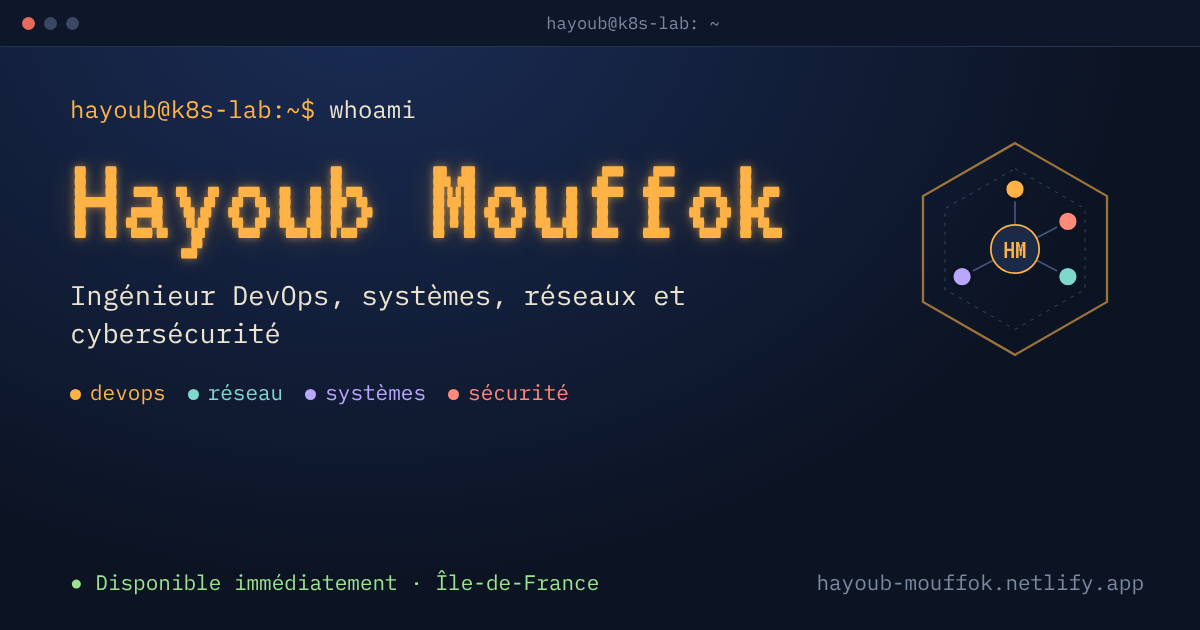 hayoub@k8s-lab: ~
hayoub@k8s-lab:~$ whoami
Hayoub Mouffok
HM
Ingénieur DevOps, systèmes, réseaux et
cybersécurité
devops réseau systèmes sécurité
Disponible immédiatement · Île-de-France
hayoub-mouffok.netlify.app